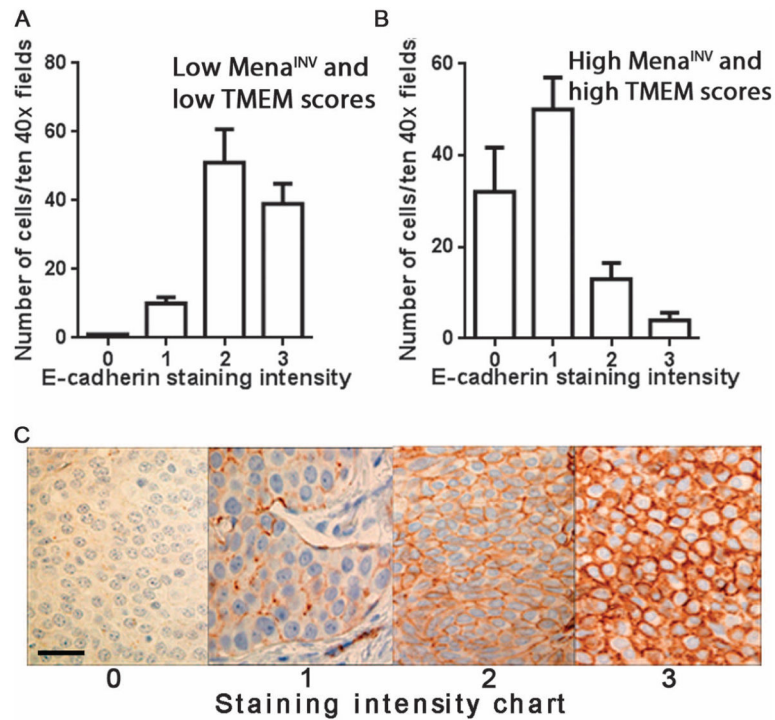 A
Number of cells/ten 40x fields
80
60
40
20
0
Low Mena^INV and
low TMEM scores
0 1 2 3
E-cadherin staining intensity
B
Number of cells/ten 40x fields
60
40
20
0
High Mena^INV and
high TMEM scores
0 1 2 3
E-cadherin staining intensity
C
0 1 2 3
Staining intensity chart